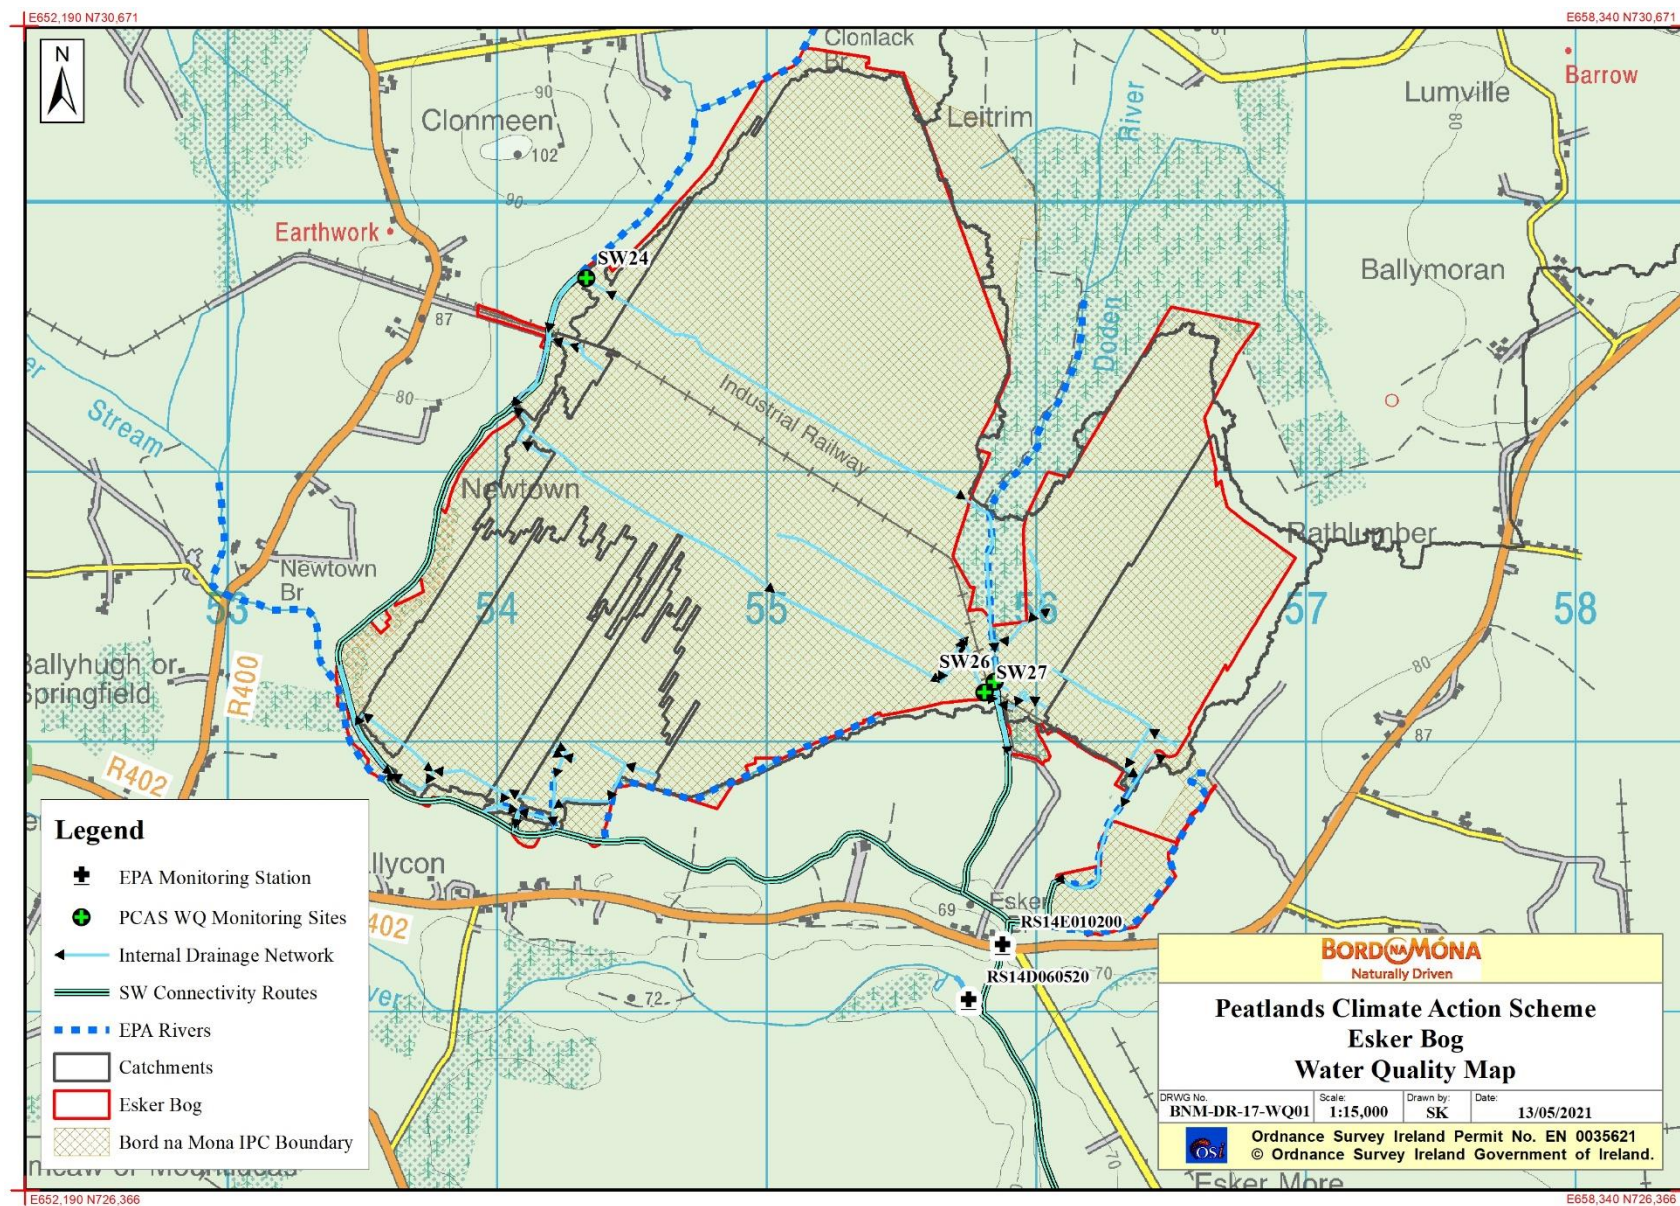 E652,190 N730,671
E658,340 N730,671
N
Clonlack
Br
Barrow
Lumville
80
90
Clonmeen
102
Leitrim
River
90
Earthwork
SW24
Ballymoran
87
Doden
80
Industrial Railway
Stream
Newtown
Rathlumber
Newtown
Br
53
54
55
56
57
58
SW26
SW27
Ballyhugh or
Springfield
R400
80
87
R402
Legend
EPA Monitoring Station
PCAS WQ Monitoring Sites
Internal Drainage Network
SW Connectivity Routes
EPA Rivers
Catchments
Esker Bog
Bord na Mona IPC Boundary
llycon
402
69
Esker
RS14E010200
RS14D060520
70
72
ver
BORD NA MÓNA
Naturally Driven
Peatlands Climate Action Scheme
Esker Bog
Water Quality Map
DRWG No.
BNM-DR-17-WQ01
Scale:
1:15,000
Drawn by:
SK
Date:
13/05/2021
OSi
Ordnance Survey Ireland Permit No. EN 0035621
© Ordnance Survey Ireland Government of Ireland.
70
Esker More
E652,190 N726,366
E658,340 N726,366